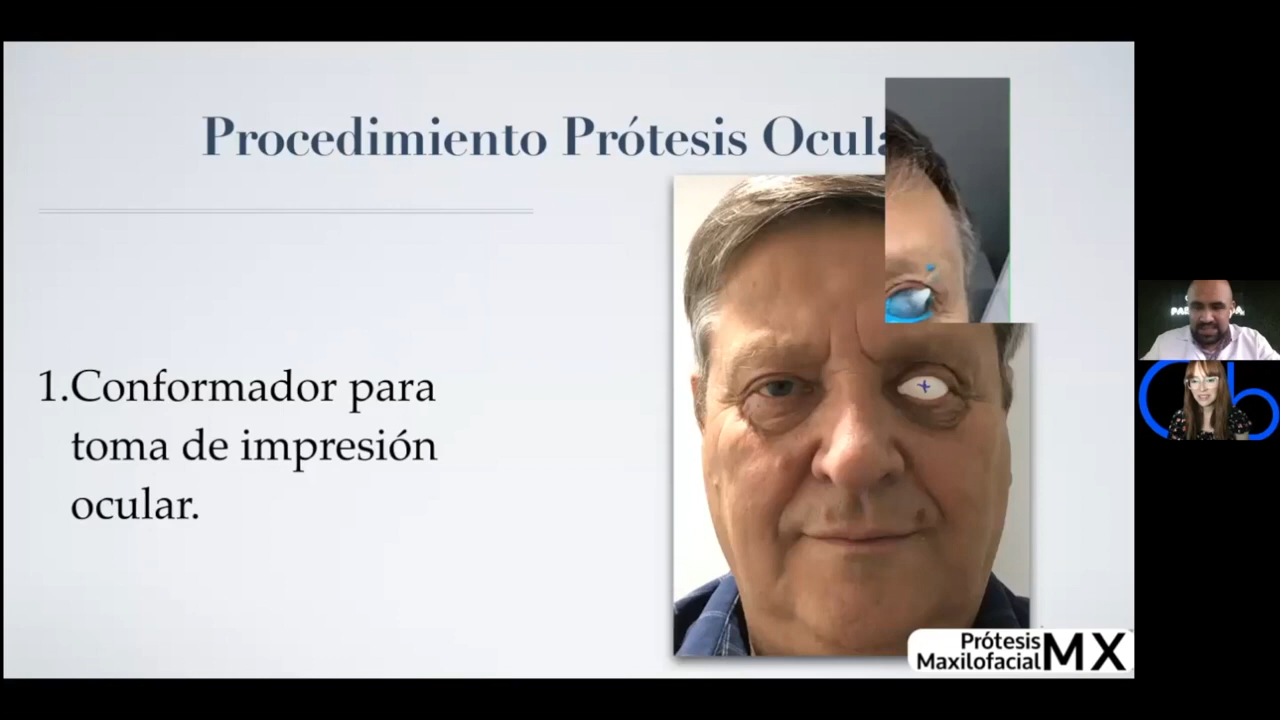 Procedimiento Prótesis Ocula
1.Conformador para
toma de impresión
ocular.
Prótesis
Maxilofacial MX